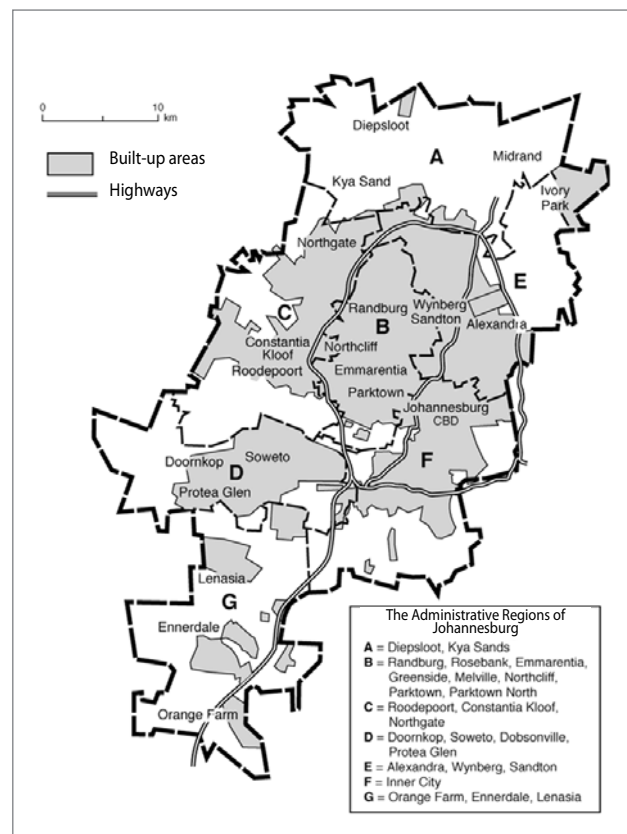 0 10
km
Built-up areas
Highways
Diepsloot
A
Midrand
Kya Sand
Ivory
Park
Northgate
E
C
Randburg
B
Wynberg
Sandton
Alexandra
Constantia
Kloof
Northcliff
Roodepoort
Emmarentia
Parktown
Johannesburg
CBD
Soweto
Doornkop
D
F
Protea Glen
Lenasia
G
Ennerdale
Orange Farm
The Administrative Regions of
Johannesburg
A = Diepsloot, Kya Sands
B = Randburg, Rosebank, Emmarentia,
Greenside, Melville, Northcliff,
Parktown, Parktown North
C = Roodepoort, Constantia Kloof,
Northgate
D = Doornkop, Soweto, Dobsonville,
Protea Glen
E = Alexandra, Wynberg, Sandton
F = Inner City
G = Orange Farm, Ennerdale, Lenasia